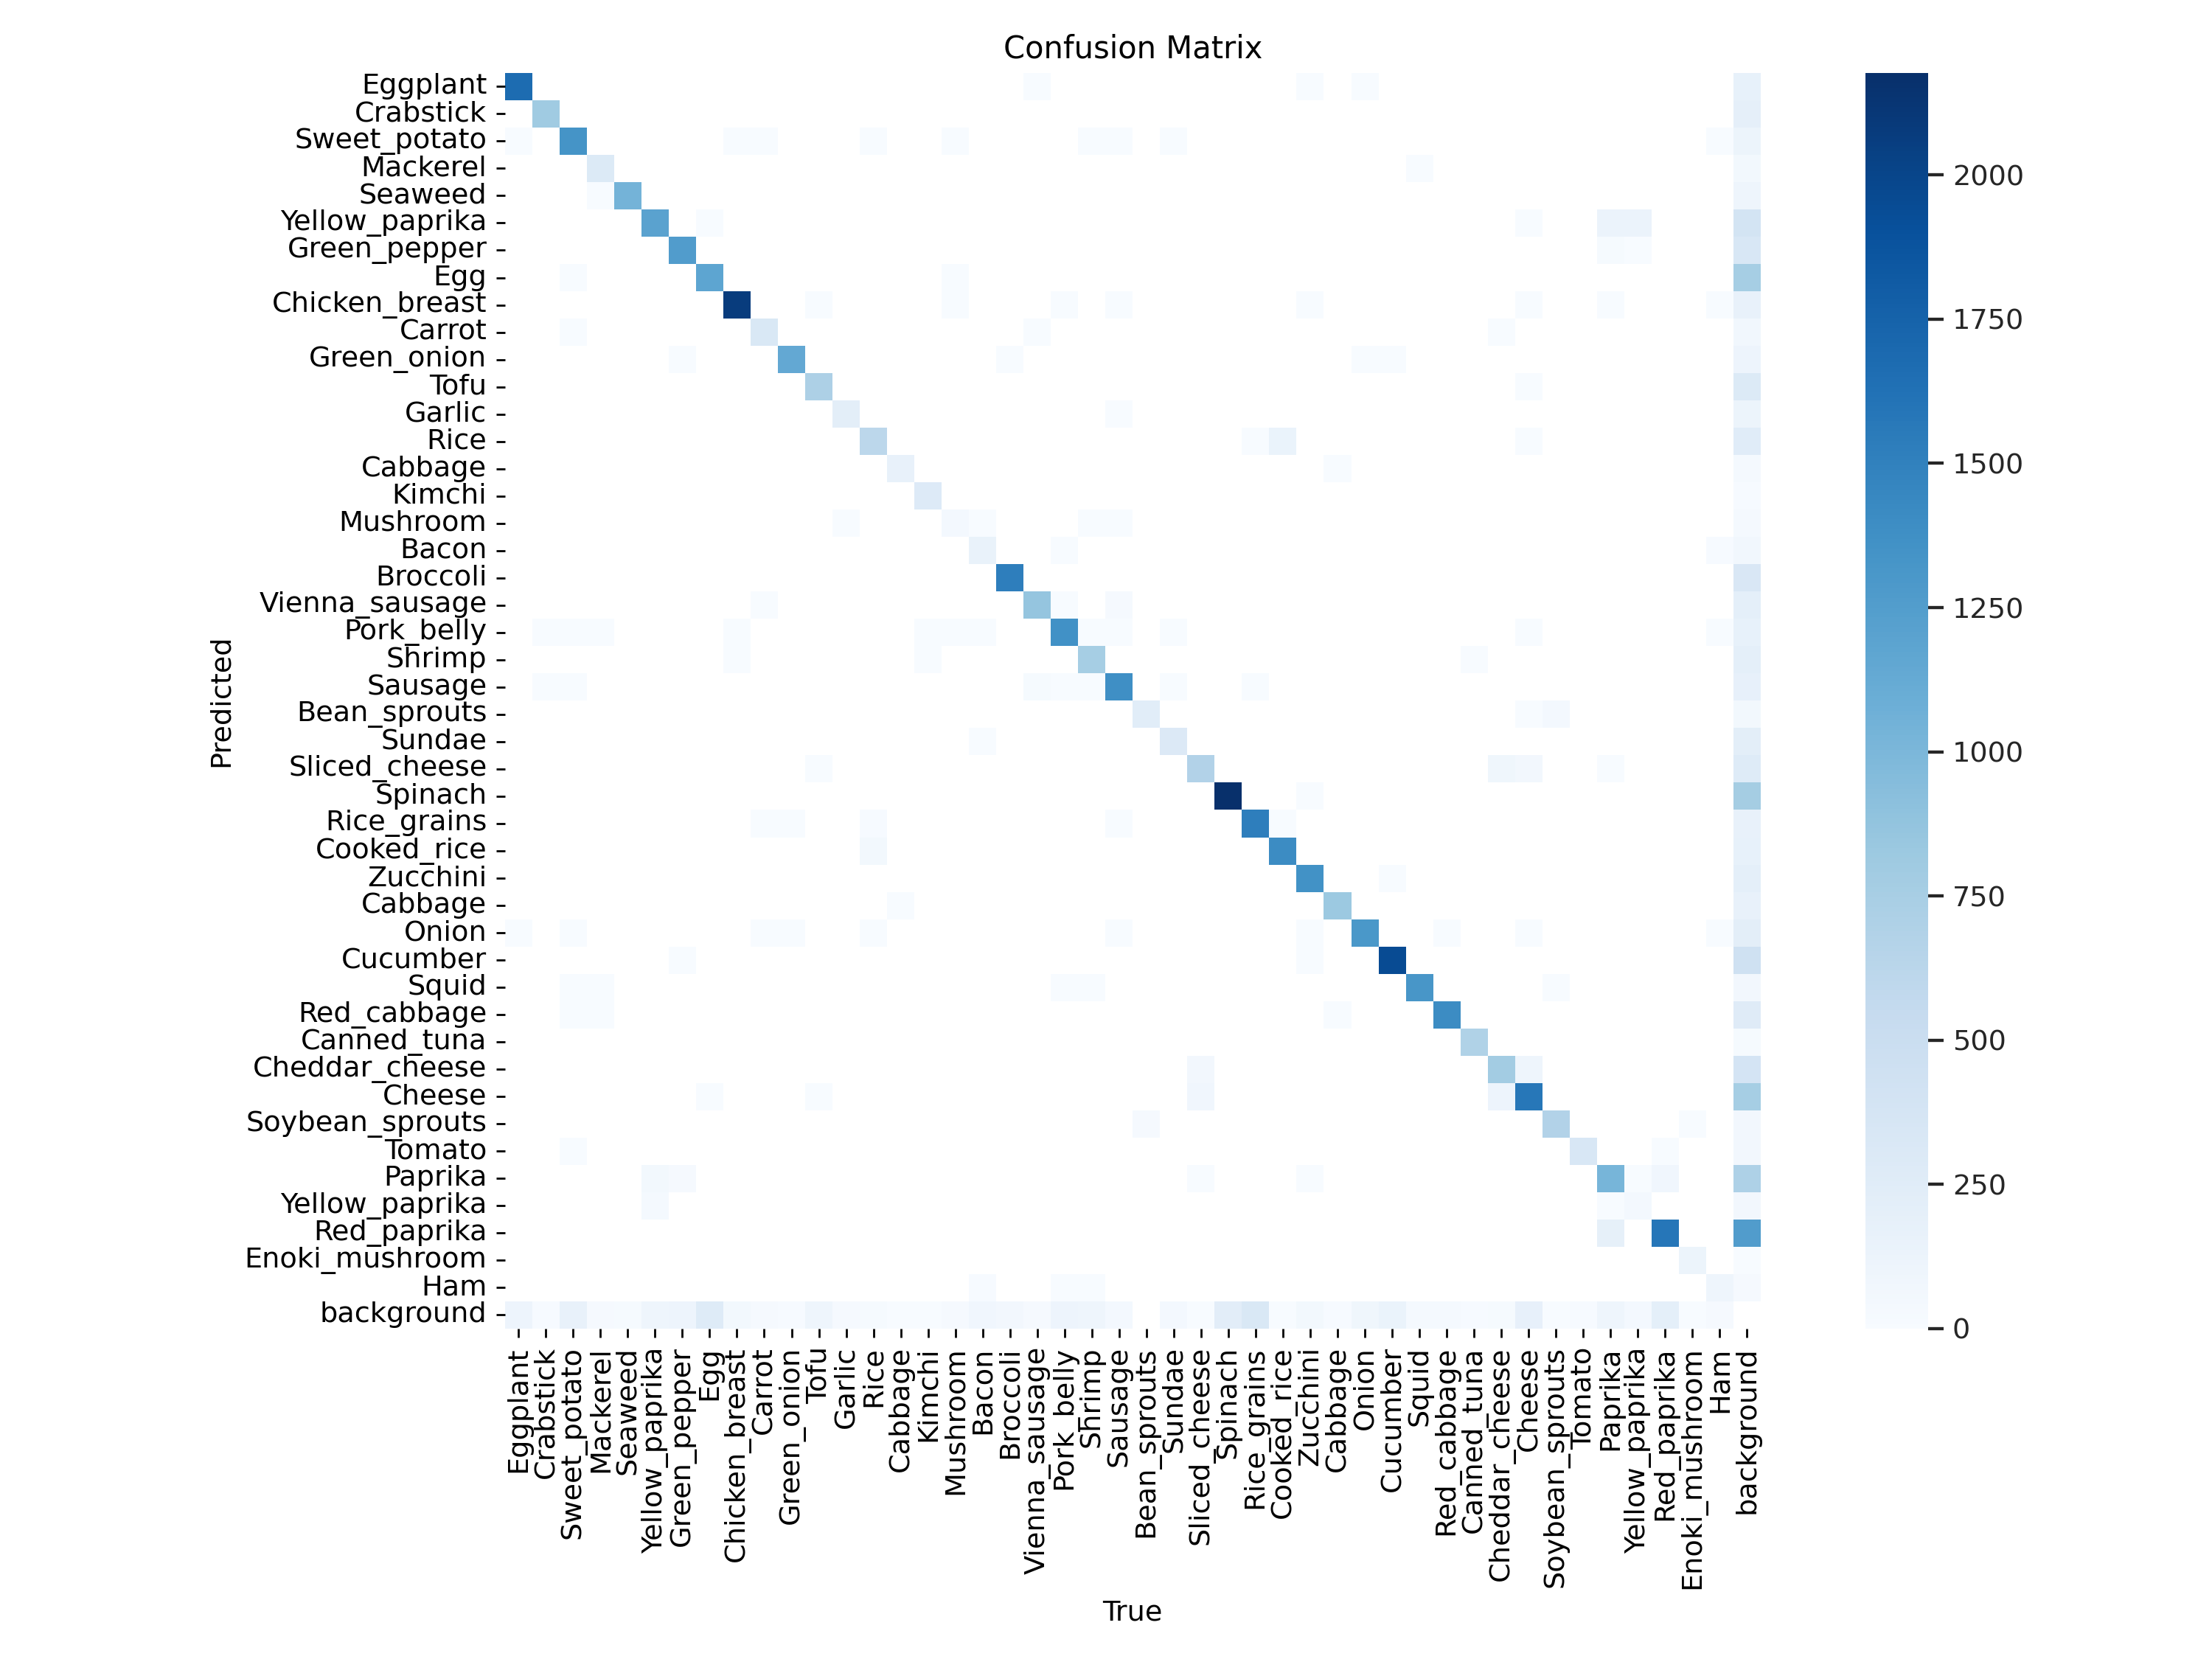 Confusion Matrix
Eggplant
Crabstick
Sweet_potato
Mackerel
Seaweed
Yellow_paprika
Green_pepper
Egg
Chicken_breast
Carrot
Green_onion
Tofu
Garlic
Rice
Cabbage
Kimchi
Mushroom
Bacon
Broccoli
Vienna_sausage
Pork_belly
Shrimp
Sausage
Bean_sprouts
Sundae
Sliced_cheese
Spinach
Rice_grains
Cooked_rice
Zucchini
Cabbage
Onion
Cucumber
Squid
Red_cabbage
Canned_tuna
Cheddar_cheese
Cheese
Soybean_sprouts
Tomato
Paprika
Yellow_paprika
Red_paprika
Enoki_mushroom
Ham
background
Predicted
Eggplant
Crabstick
Sweet_potato
Mackerel
Seaweed
Yellow_paprika
Green_pepper
Egg
Chicken_breast
Carrot
Green_onion
Tofu
Garlic
Rice
Cabbage
Kimchi
Mushroom
Bacon
Broccoli
Vienna_sausage
Pork_belly
Shrimp
Sausage
Bean_sprouts
Sundae
Sliced_cheese
Spinach
Rice_grains
Cooked_rice
Zucchini
Cabbage
Onion
Cucumber
Squid
Red_cabbage
Canned_tuna
Cheddar_cheese
Cheese
Soybean_sprouts
Tomato
Paprika
Yellow_paprika
Red_paprika
Enoki_mushroom
Ham
background
True
2000
1750
1500
1250
1000
750
500
250
0